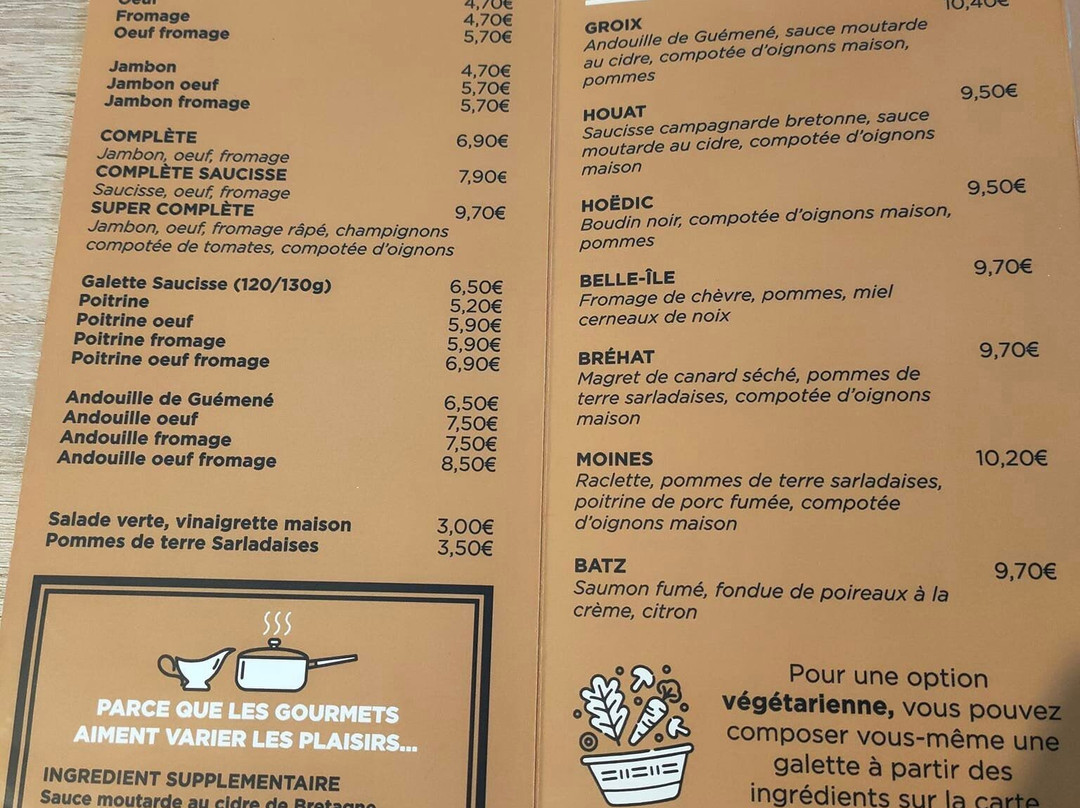 Oeuf 4,70€
Fromage 4,70€
Oeuf fromage 5,70€
Jambon 4,70€
Jambon oeuf 5,70€
Jambon fromage 5,70€
COMPLÈTE 6,90€
Jambon, oeuf, fromage
COMPLÈTE SAUCISSE 7,90€
Saucisse, oeuf, fromage
SUPER COMPLÈTE 9,70€
Jambon, oeuf, fromage râpé, champignons
compotée de tomates, compotée d'oignons
Galette Saucisse (120/130g) 6,50€
Poitrine 5,20€
Poitrine oeuf 5,90€
Poitrine fromage 5,90€
Poitrine oeuf fromage 6,90€
Andouille de Guémené 6,50€
Andouille oeuf 7,50€
Andouille fromage 7,50€
Andouille oeuf fromage 8,50€
Salade verte, vinaigrette maison 3,00€
Pommes de terre Sarladaises 3,50€
PARCE QUE LES GOURMETS
AIMENT VARIER LES PLAISIRS...
INGREDIENT SUPPLEMENTAIRE
Sauce moutarde au cidre de Bretagne
GROIX 10,40€
Andouille de Guémené, sauce moutarde
au cidre, compotée d'oignons maison,
pommes
HOUAT 9,50€
Saucisse campagnarde bretonne, sauce
moutarde au cidre, compotée d'oignons
maison
HOËDIC 9,50€
Boudin noir, compotée d'oignons maison,
pommes
BELLE-ÎLE 9,70€
Fromage de chèvre, pommes, miel
cerneaux de noix
BRÉHAT 9,70€
Magret de canard séché, pommes de
terre sarladaises, compotée d'oignons
maison
MOINES 10,20€
Raclette, pommes de terre sarladaises,
poitrine de porc fumée, compotée
d'oignons maison
BATZ 9,70€
Saumon fumé, fondue de poireaux à la
crème, citron
Pour une option
végétarienne, vous pouvez
composer vous-même une
galette à partir des
ingrédients sur la carte